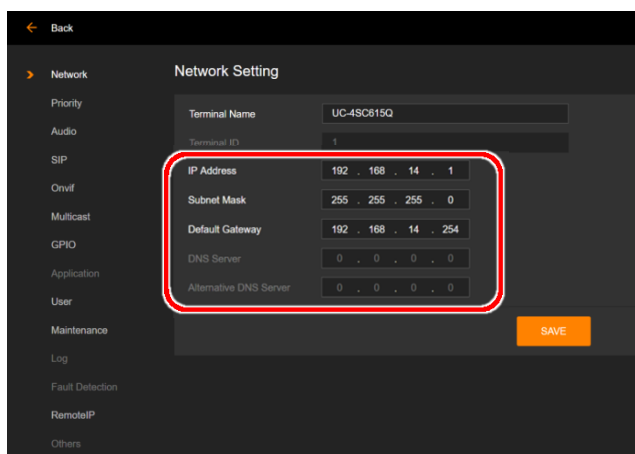 Back
Network
Priority
Audio
SIP
Onvif
Multicast
GPIO
Application
User
Maintenance
Log
Fault Detection
RemoteIP
Others
Network Setting
Terminal Name UC-4SC615Q
Terminal ID 1
IP Address 192 . 168 . 14 . 1
Subnet Mask 255 . 255 . 255 . 0
Default Gateway 192 . 168 . 14 . 254
DNS Server 0 . 0 . 0 . 0
Alternative DNS Server 0 . 0 . 0 . 0
SAVE